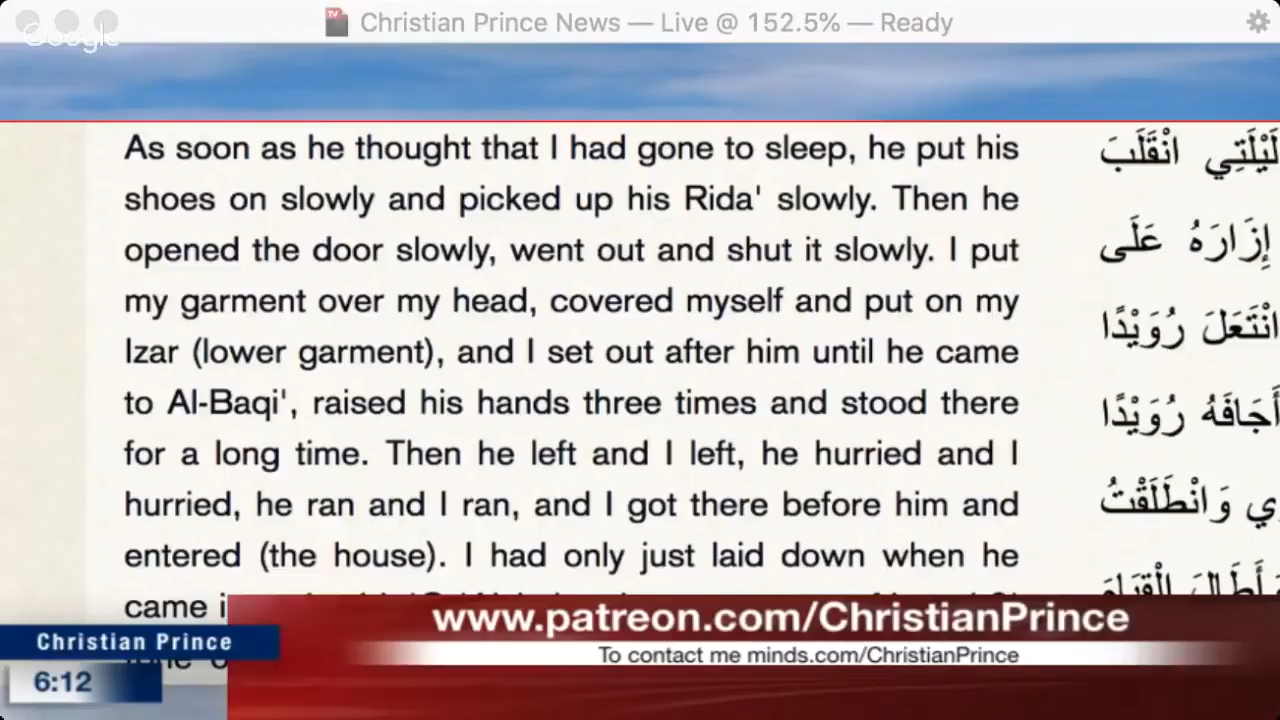 Christian Prince News — Live @ 152.5% — Ready
Google
As soon as he thought that I had gone to sleep, he put his
shoes on slowly and picked up his Rida' slowly. Then he
opened the door slowly, went out and shut it slowly. I put
my garment over my head, covered myself and put on my
Izar (lower garment), and I set out after him until he came
to Al-Baqi', raised his hands three times and stood there
for a long time. Then he left and I left, he hurried and I
hurried, he ran and I ran, and I got there before him and
entered (the house). I had only just laid down when he
came
لَيْلَتِي انْقَلَبَ
إِزَارَهُ عَلَى
انْتَعَلَ رُوَيْدًا
أَجَافَهُ رُوَيْدًا
وَانْطَلَقْتُ
www.patreon.com/ChristianPrince
To contact me minds.com/ChristianPrince
Christian Prince
6:12